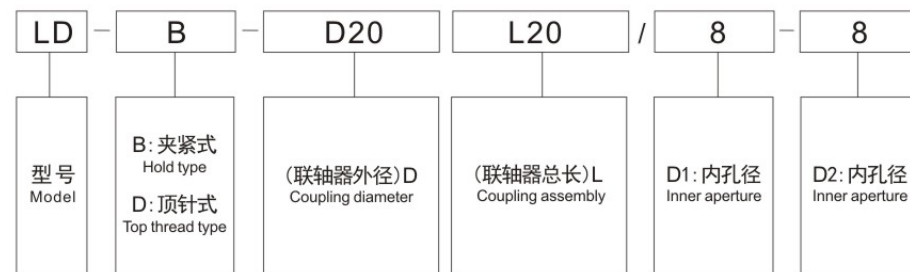 LD - B - D20 L20 / 8 - 8
型号
Model
B: 夹紧式
Hold type
D: 顶针式
Top thread type
(联轴器外径)D
Coupling diameter
(联轴器总长)L
Coupling assembly
D1: 内孔径
Inner aperture
D2: 内孔径
Inner aperture